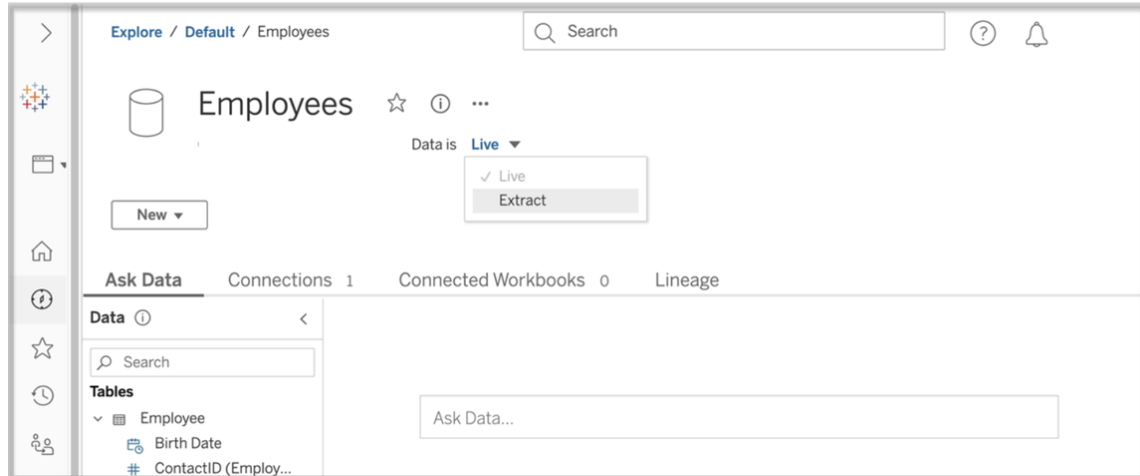 Explore / Default / Employees
Search
Employees
Data is Live
✓ Live
Extract
New
Ask Data
Connections 1
Connected Workbooks 0
Lineage
Data
Search
Tables
Employee
Birth Date
ContactID (Employ...
Ask Data...